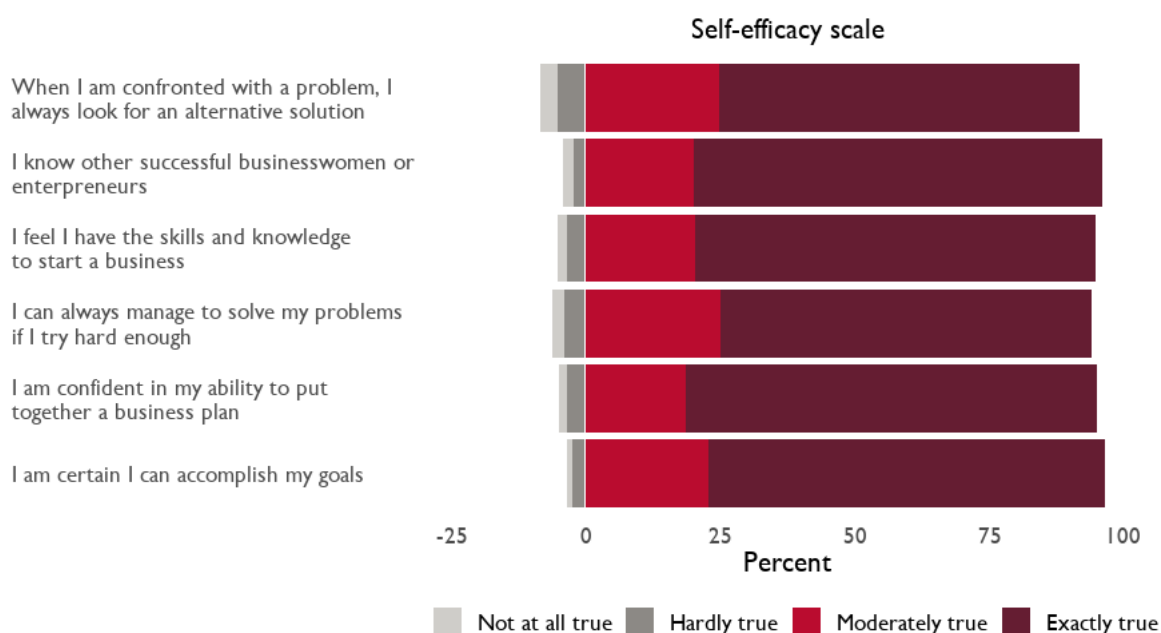 Self-efficacy scale
When I am confronted with a problem, I
always look for an alternative solution
I know other successful businesswomen or
enterpreneurs
I feel I have the skills and knowledge
to start a business
I can always manage to solve my problems
if I try hard enough
I am confident in my ability to put
together a business plan
I am certain I can accomplish my goals
-25 0 25 50 75 100
Percent
Not at all true Hardly true Moderately true Exactly true